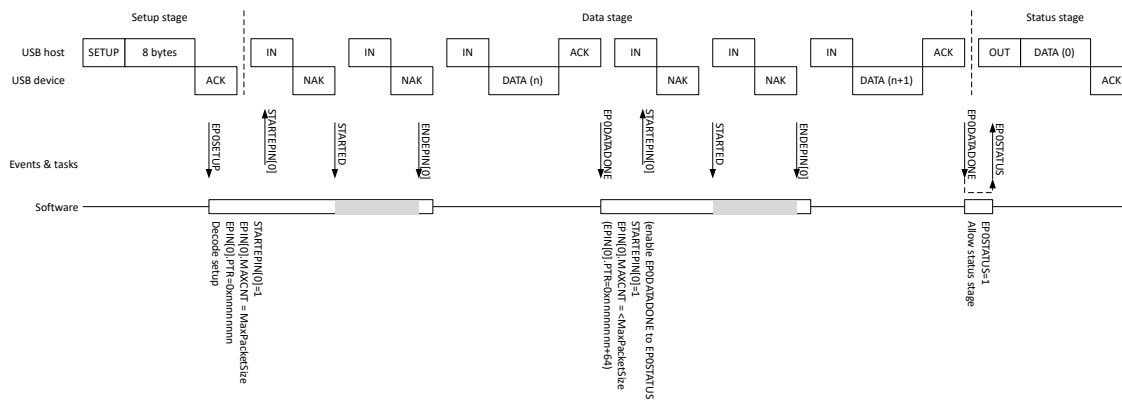 Setup stage
Data stage
Status stage
USB host
SETUP
8 bytes
IN
IN
IN
ACK
IN
IN
IN
ACK
OUT
DATA (0)
USB device
ACK
NAK
NAK
DATA (n)
NAK
NAK
DATA (n+1)
ACK
Events & tasks
EP0SETUP
STARTEPIN[0]
STARTED
ENDEPIN[0]
EP0DATADONE
STARTEPIN[0]
STARTED
ENDEPIN[0]
EP0DATADONE
EP0STATUS
Software
Decode setup
EPIN[0].PTR=0xnnnnnnnn
EPIN[0].MAXCNT = MaxPacketSize
STARTEPIN[0]=1
(EPIN[0].PTR=0xnnnnnnnn+64)
EPIN[0].MAXCNT = <MaxPacketSize
STARTEPIN[0]=1
(enable EP0DATADONE to EP0STATUS
Allow status stage
EP0STATUS=1